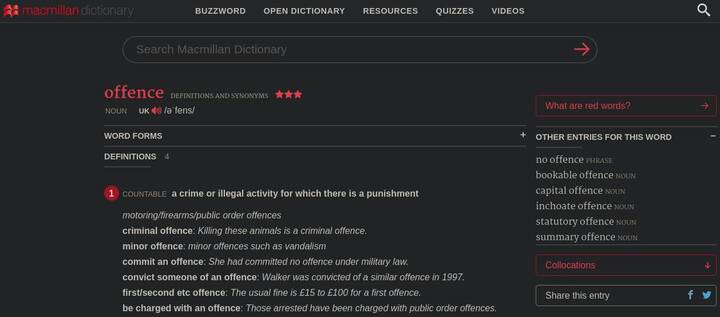 macmillan dictionary
BUZZWORD OPEN DICTIONARY RESOURCES QUIZZES VIDEOS
Search Macmillan Dictionary
offence DEFINITIONS AND SYNONYMS
NOUN UK /əˈfens/
WORD FORMS +
DEFINITIONS 4
1 COUNTABLE a crime or illegal activity for which there is a punishment
motoring/firearms/public order offences
criminal offence: Killing these animals is a criminal offence.
minor offence: minor offences such as vandalism
commit an offence: She had committed no offence under military law.
convict someone of an offence: Walker was convicted of a similar offence in 1997.
first/second etc offence: The usual fine is £15 to £100 for a first offence.
be charged with an offence: Those arrested have been charged with public order offences.
What are red words? →
OTHER ENTRIES FOR THIS WORD −
no offence PHRASE
bookable offence NOUN
capital offence NOUN
inchoate offence NOUN
statutory offence NOUN
summary offence NOUN
Collocations ↓
Share this entry